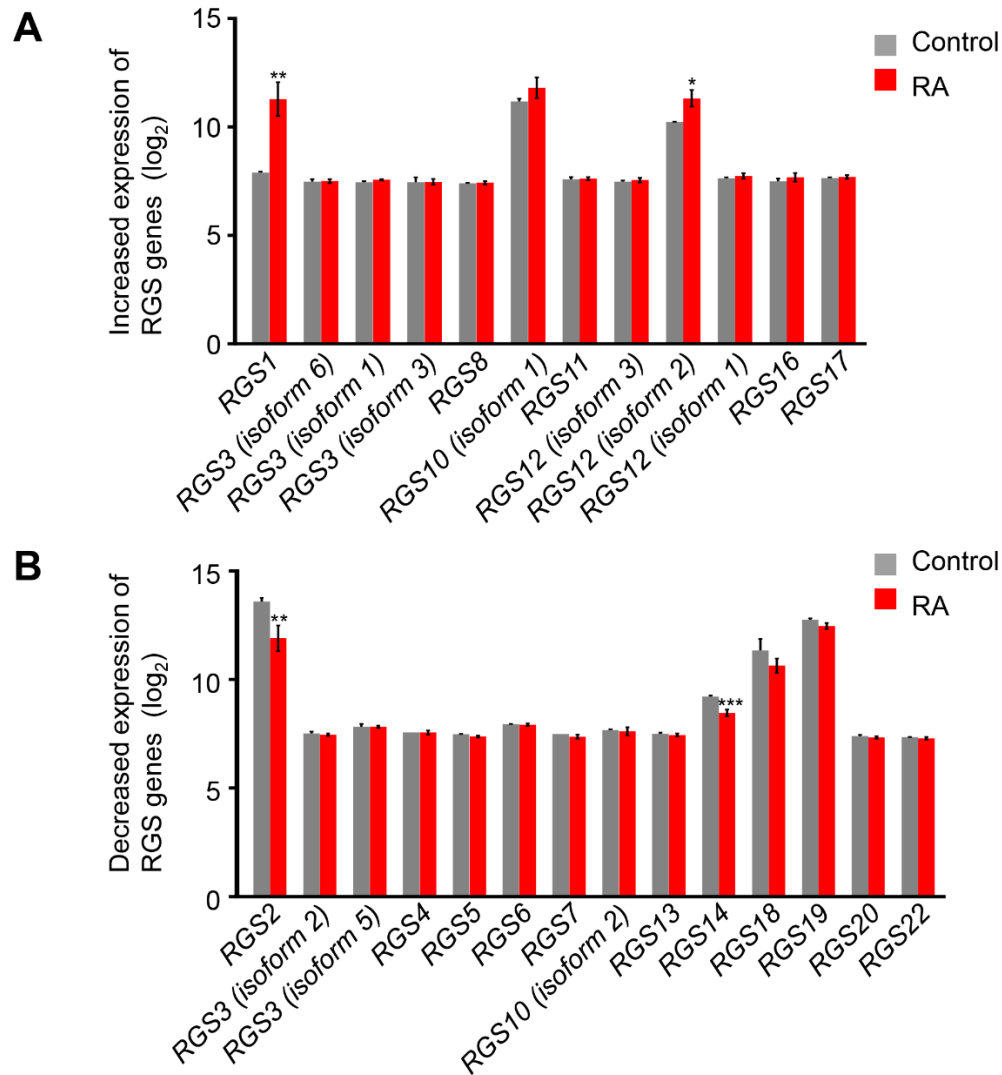 A
Increased expression of
RGS genes (log2)
15
10
5
0
**
*
Control
RA
RGS1
RGS3 (isoform 6)
RGS3 (isoform 1)
RGS3 (isoform 3)
RGS8
RGS10 (isoform 1)
RGS11
RGS12 (isoform 3)
RGS12 (isoform 2)
RGS12 (isoform 1)
RGS16
RGS17
B
Decreased expression of
RGS genes (log2)
15
10
5
0
**
***
Control
RA
RGS2
RGS3 (isoform 2)
RGS3 (isoform 5)
RGS4
RGS5
RGS6
RGS7
RGS10 (isoform 2)
RGS13
RGS14
RGS18
RGS19
RGS20
RGS22